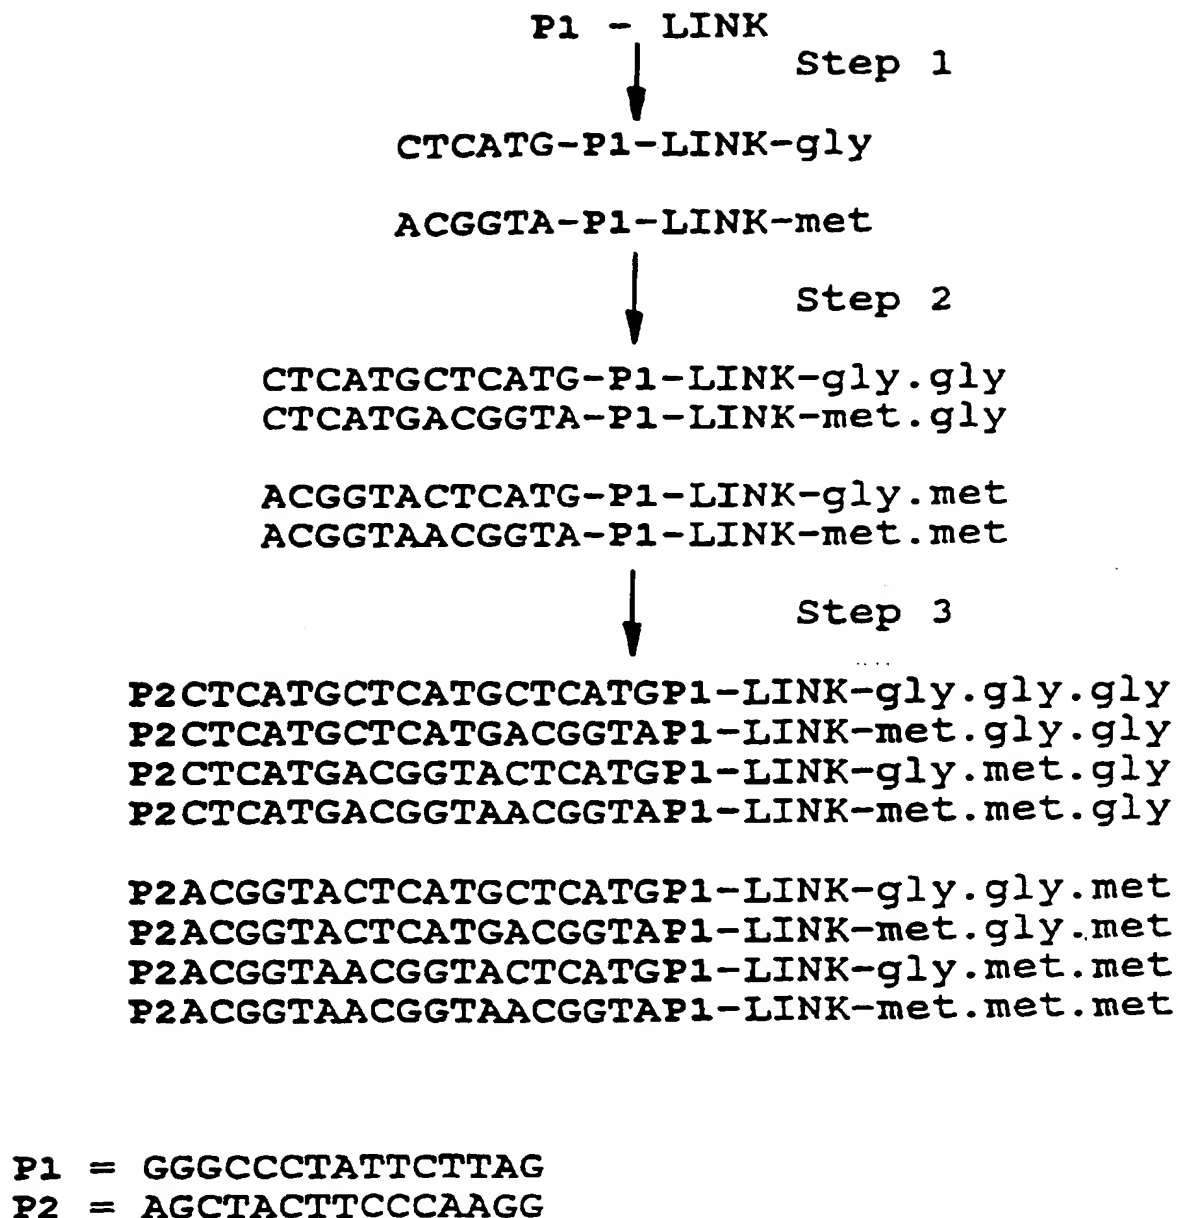 P1 - LINK
Step 1
CTCATG-P1-LINK-gly
ACGGTA-P1-LINK-met
Step 2
CTCATGCTCATG-P1-LINK-gly.gly
CTCATGACGGTA-P1-LINK-met.gly
ACGGTACTCATG-P1-LINK-gly.met
ACGGTAACGGTA-P1-LINK-met.met
Step 3
P2CTCATGCTCATGCTCATGP1-LINK-gly.gly.gly
P2CTCATGCTCATGACGGTAP1-LINK-met.gly.gly
P2CTCATGACGGTACTCATGP1-LINK-gly.met.gly
P2CTCATGACGGTAACGGTAP1-LINK-met.met.gly
P2ACGGTACTCATGCTCATGP1-LINK-gly.gly.met
P2ACGGTACTCATGACGGTAP1-LINK-met.gly.met
P2ACGGTAACGGTACTCATGP1-LINK-gly.met.met
P2ACGGTAACGGTAACGGTAP1-LINK-met.met.met
P1 = GGGCCCTATTCTTAG
P2 = AGCTACTTCCCAAGG